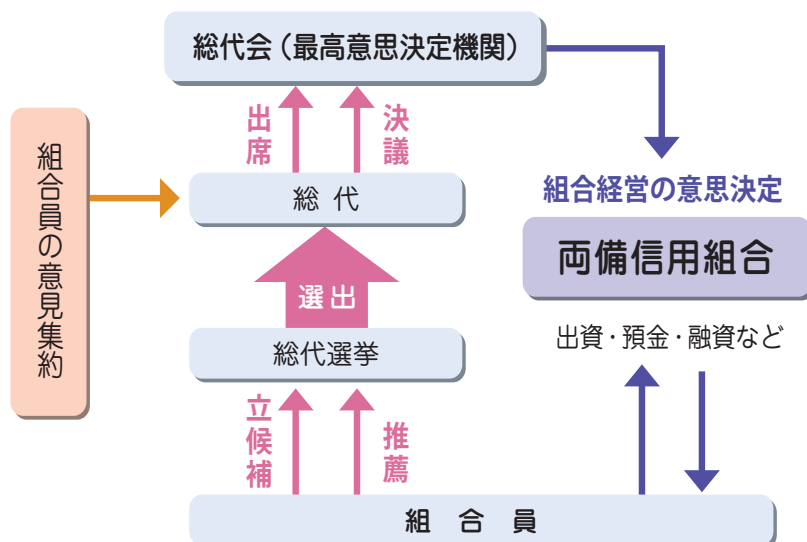 総代会（最高意思決定機関）
出席
決議
組合員の意見集約
総代
組合経営の意思決定
両備信用組合
選出
出資・預金・融資など
総代選挙
立候補
推薦
組合員